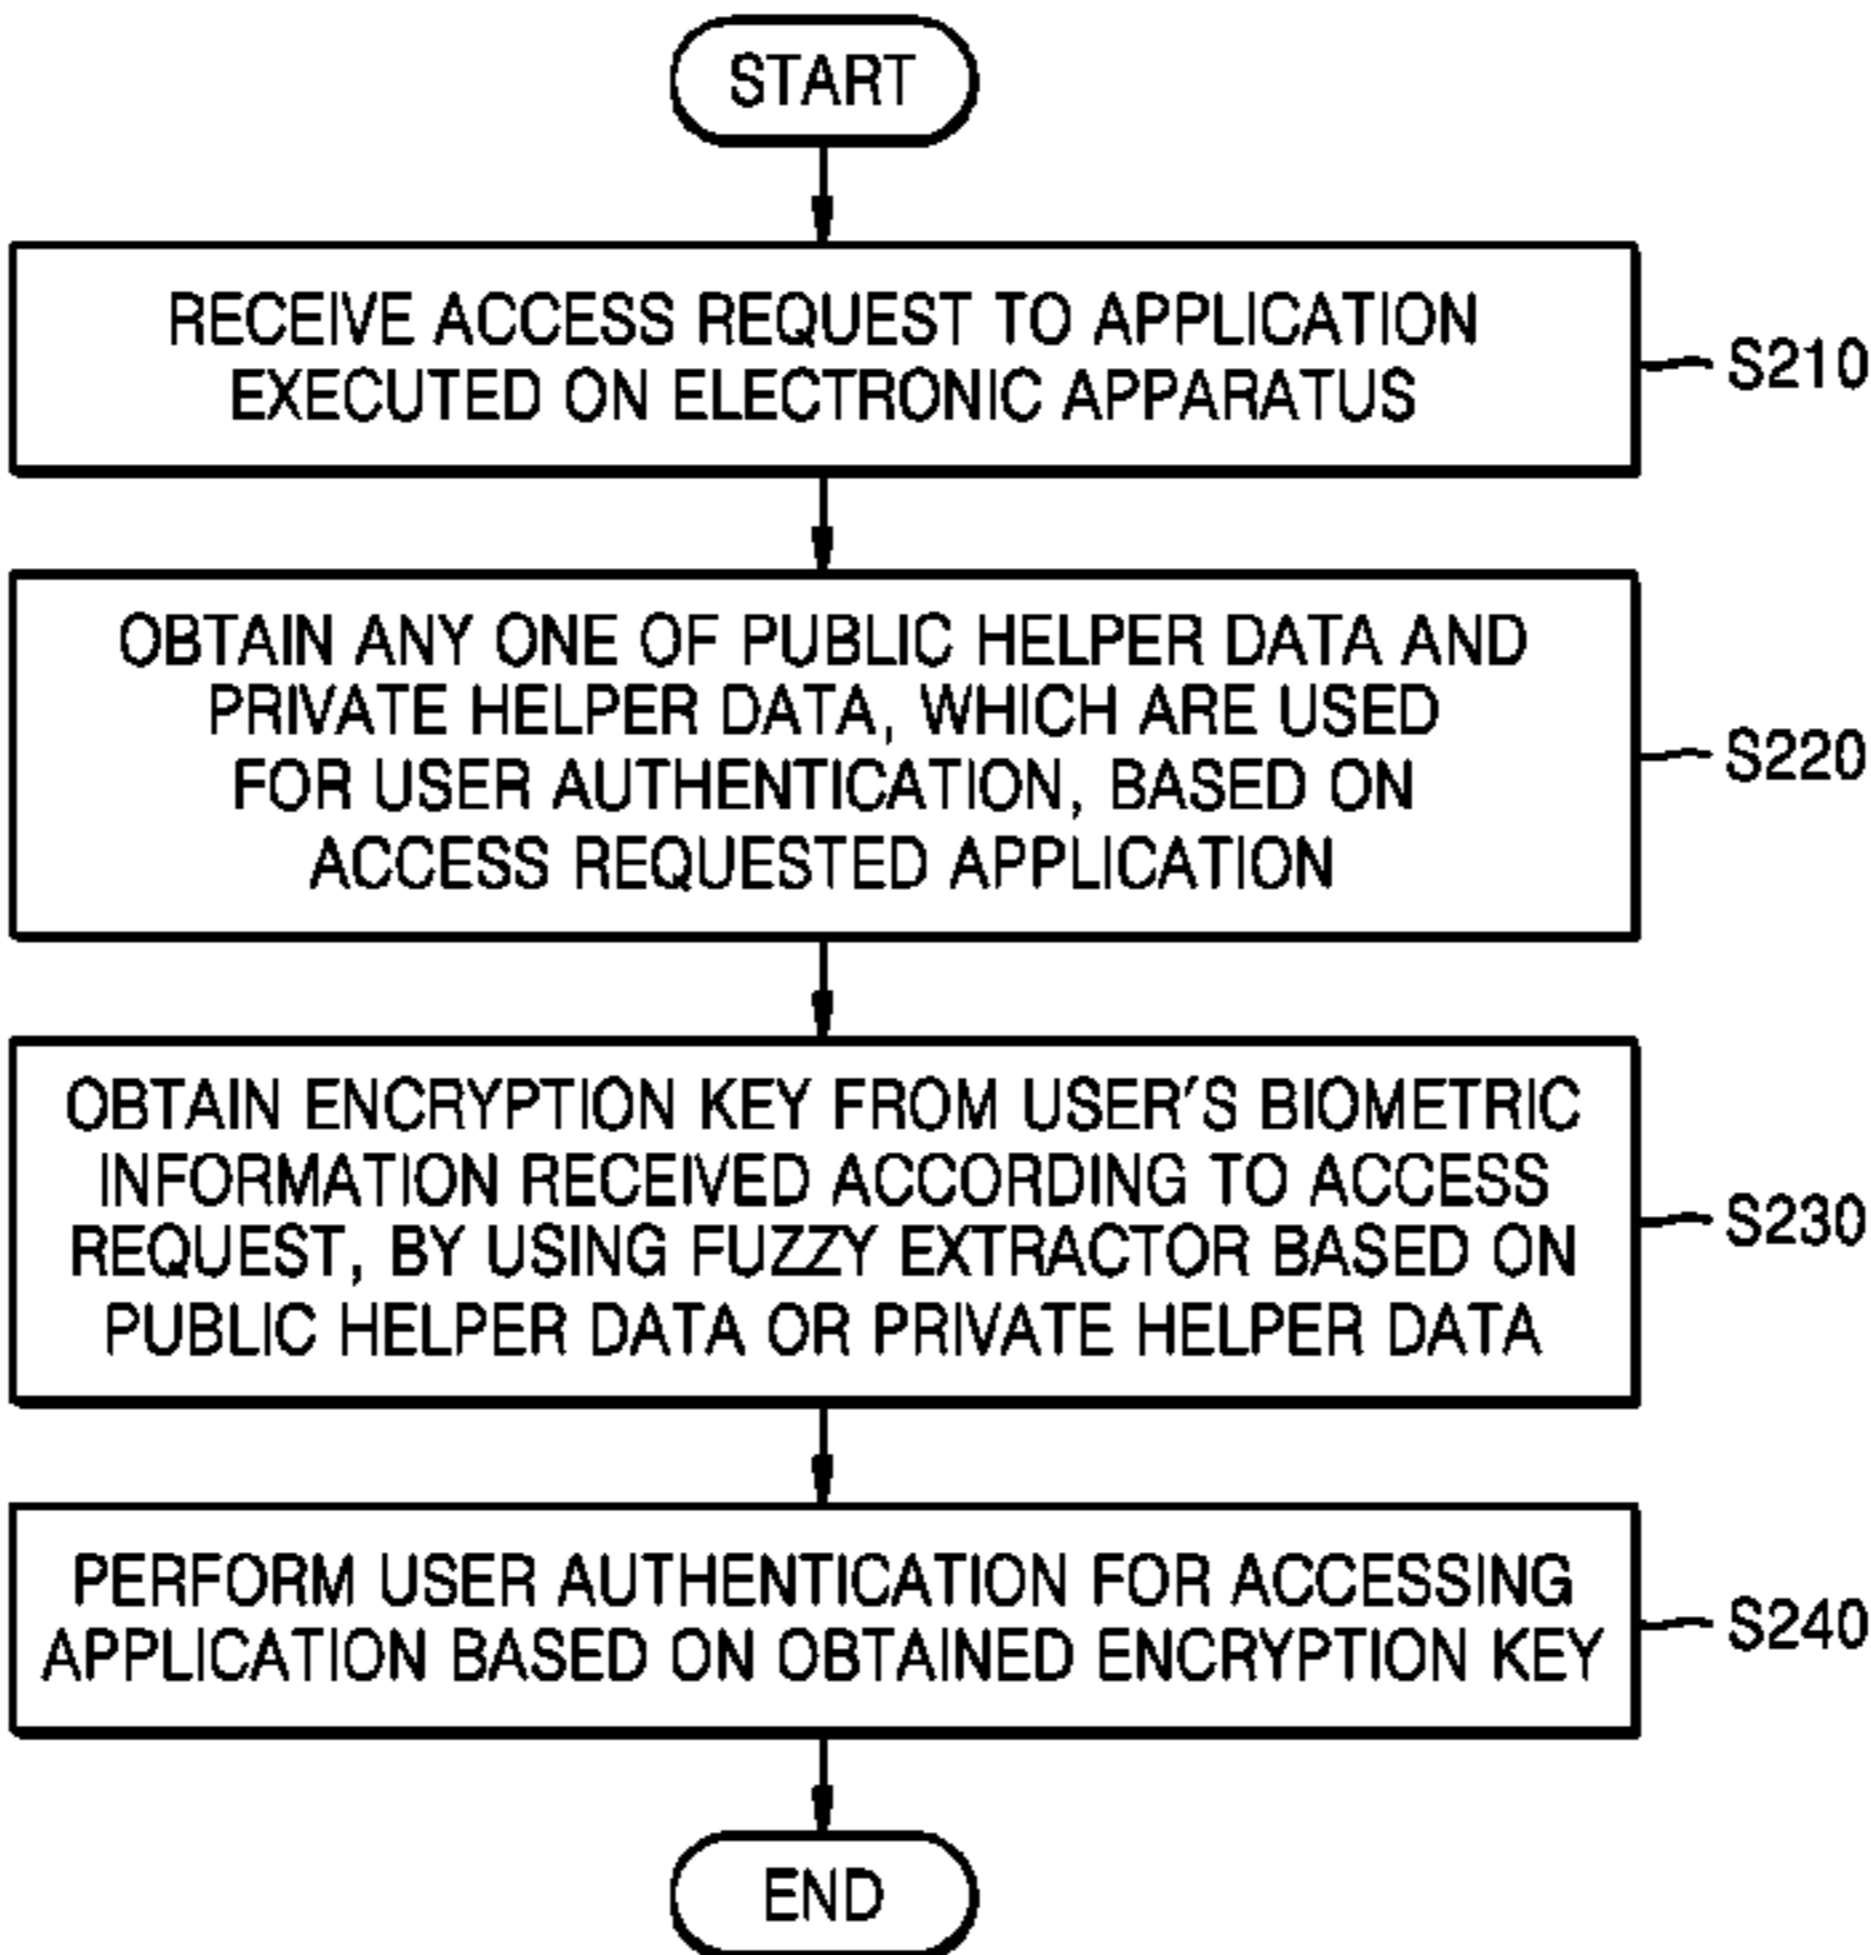 START
RECEIVE ACCESS REQUEST TO APPLICATION
EXECUTED ON ELECTRONIC APPARATUS
S210
OBTAIN ANY ONE OF PUBLIC HELPER DATA AND
PRIVATE HELPER DATA, WHICH ARE USED
FOR USER AUTHENTICATION, BASED ON
ACCESS REQUESTED APPLICATION
S220
OBTAIN ENCRYPTION KEY FROM USER'S BIOMETRIC
INFORMATION RECEIVED ACCORDING TO ACCESS
REQUEST, BY USING FUZZY EXTRACTOR BASED ON
PUBLIC HELPER DATA OR PRIVATE HELPER DATA
S230
PERFORM USER AUTHENTICATION FOR ACCESSING
APPLICATION BASED ON OBTAINED ENCRYPTION KEY
S240
END